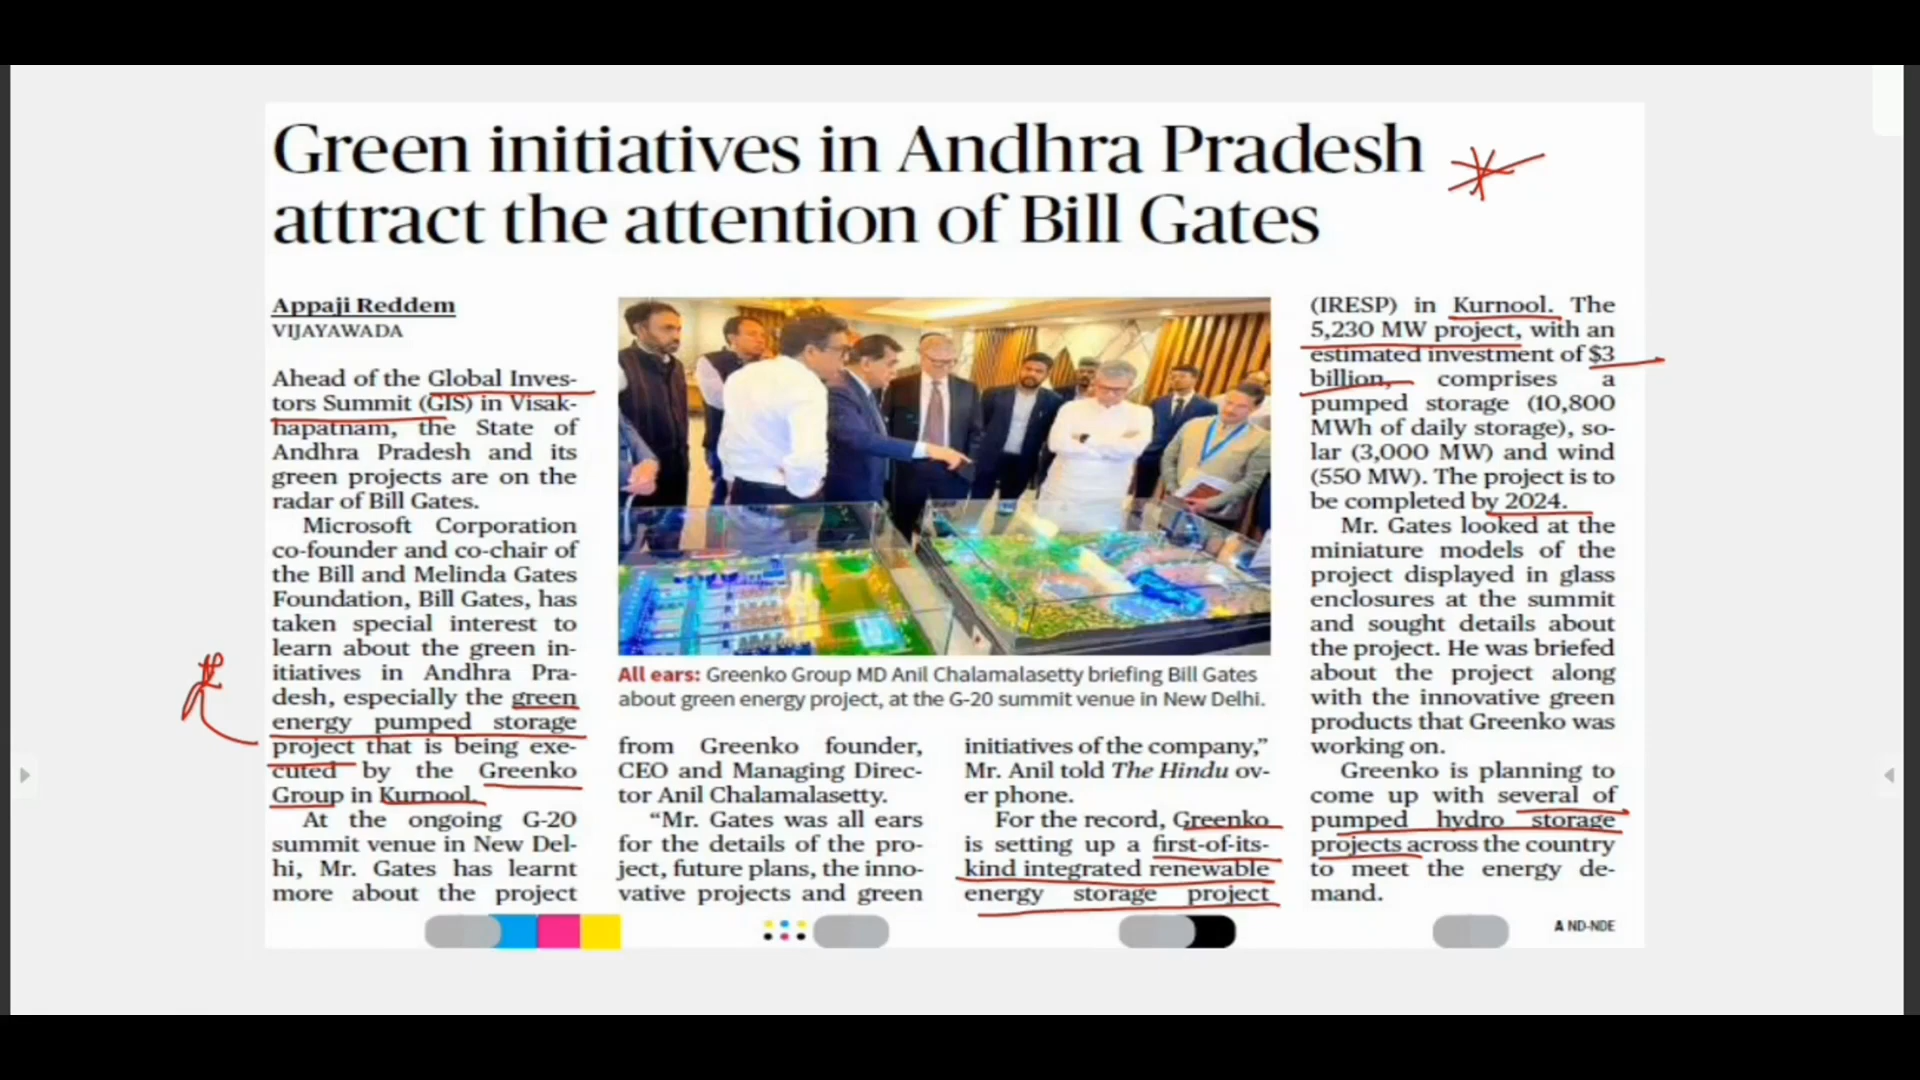 Green initiatives in Andhra Pradesh
attract the attention of Bill Gates
Appaji Reddem
VIJAYAWADA
Ahead of the Global Inves-
tors Summit (GIS) in Visak-
hapatnam, the State of
Andhra Pradesh and its
green projects are on the
radar of Bill Gates.
Microsoft Corporation
co-founder and co-chair of
the Bill and Melinda Gates
Foundation, Bill Gates, has
taken special interest to
learn about the green in-
itiatives in Andhra Pra-
desh, especially the green
energy pumped storage
project that is being exe-
cuted by the Greenko
Group in Kurnool.
At the ongoing G-20
summit venue in New Del-
hi, Mr. Gates has learnt
more about the project
All ears: Greenko Group MD Anil Chalamalasetty briefing Bill Gates
about green energy project, at the G-20 summit venue in New Delhi.
from Greenko founder,
CEO and Managing Direc-
tor Anil Chalamalasetty.
“Mr. Gates was all ears
for the details of the pro-
ject, future plans, the inno-
vative projects and green
initiatives of the company,”
Mr. Anil told The Hindu ov-
er phone.
For the record, Greenko
is setting up a first-of-its-
kind integrated renewable
energy storage project
(IRESP) in Kurnool. The
5,230 MW project, with an
estimated investment of $3
billion, comprises a
pumped storage (10,800
MWh of daily storage), so-
lar (3,000 MW) and wind
(550 MW). The project is to
be completed by 2024.
Mr. Gates looked at the
miniature models of the
project displayed in glass
enclosures at the summit
and sought details about
the project. He was briefed
about the project along
with the innovative green
products that Greenko was
working on.
Greenko is planning to
come up with several of
pumped hydro storage
projects across the country
to meet the energy de-
mand.
A ND-NDE